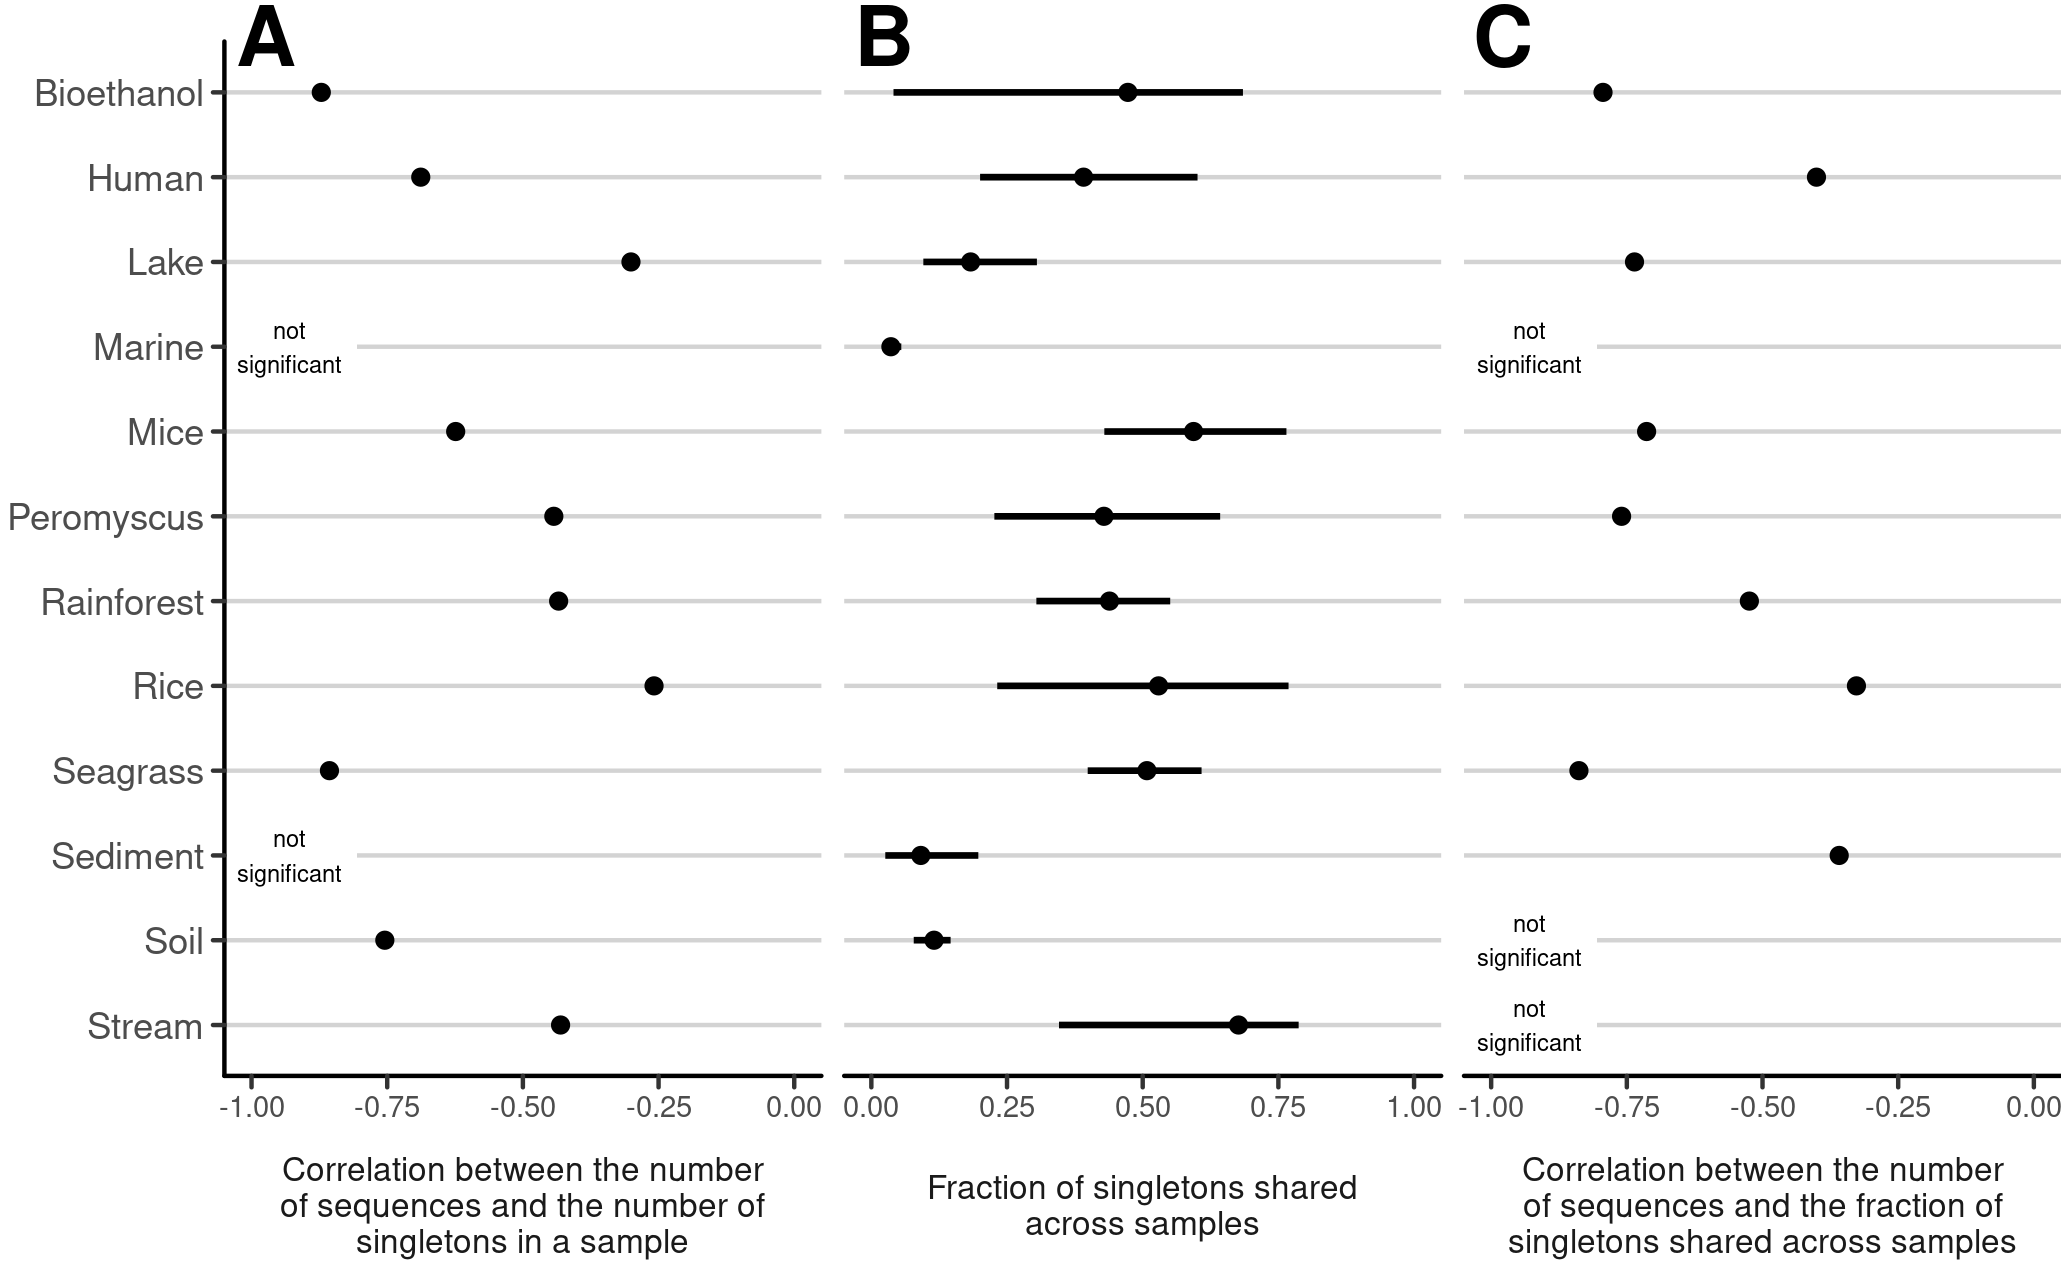 A
B
C
Bioethanol
Human
Lake
Marine
not
significant
not
significant
Mice
Peromyscus
Rainforest
Rice
Seagrass
Sediment
not
significant
Soil
not
significant
Stream
not
significant
-1.00 -0.75 -0.50 -0.25 0.00
0.00 0.25 0.50 0.75 1.00
-1.00 -0.75 -0.50 -0.25 0.00
Correlation between the number
of sequences and the number of
singletons in a sample
Fraction of singletons shared
across samples
Correlation between the number
of sequences and the fraction of
singletons shared across samples